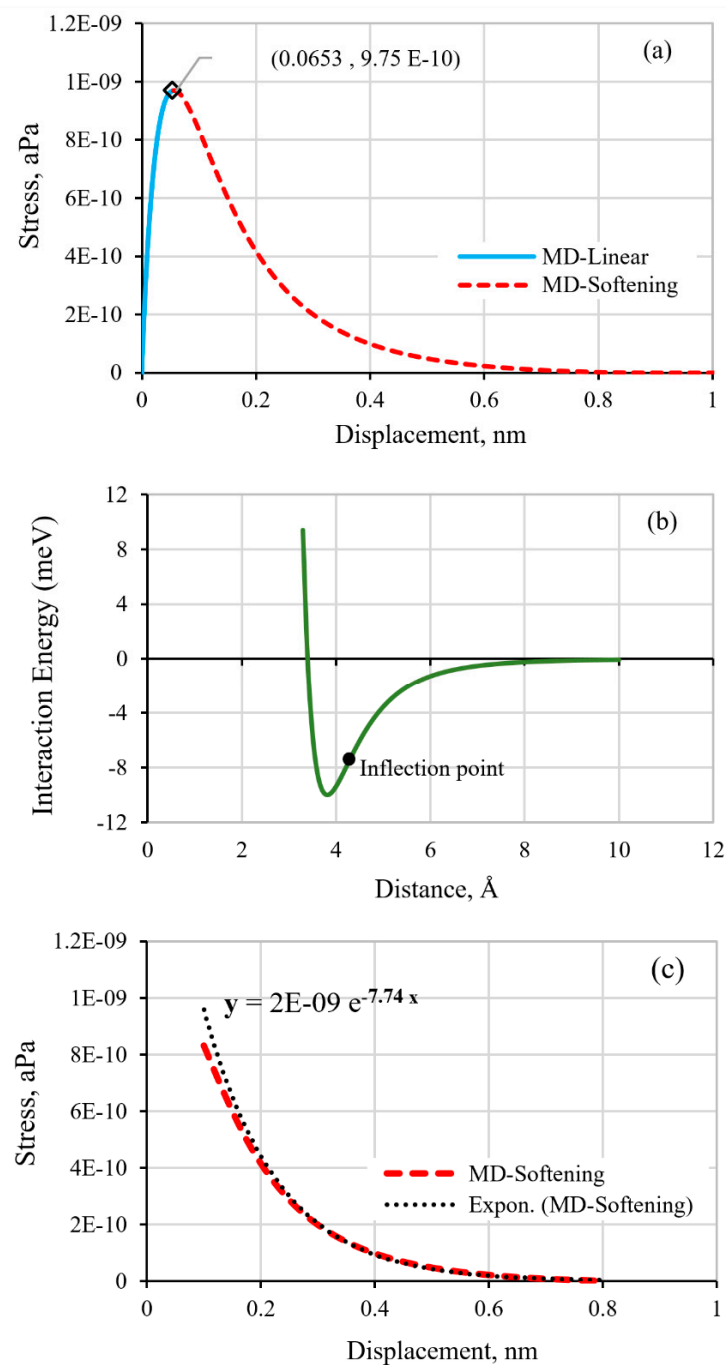 (a)
1.2E-09
(0.0653 , 9.75 E-10)
1E-09
8E-10
6E-10
4E-10
2E-10
0
Stress, aPa
MD-Linear
MD-Softening
0 0.2 0.4 0.6 0.8 1
Displacement, nm
(b)
12
8
4
0
-4
-8
-12
Interaction Energy (meV)
Inflection point
0 2 4 6 8 10 12
Distance, Å
(c)
1.2E-09
1E-09
8E-10
6E-10
4E-10
2E-10
0
Stress, aPa
y = 2E-09 e-7.74 x
MD-Softening
Expon. (MD-Softening)
0 0.2 0.4 0.6 0.8 1
Displacement, nm